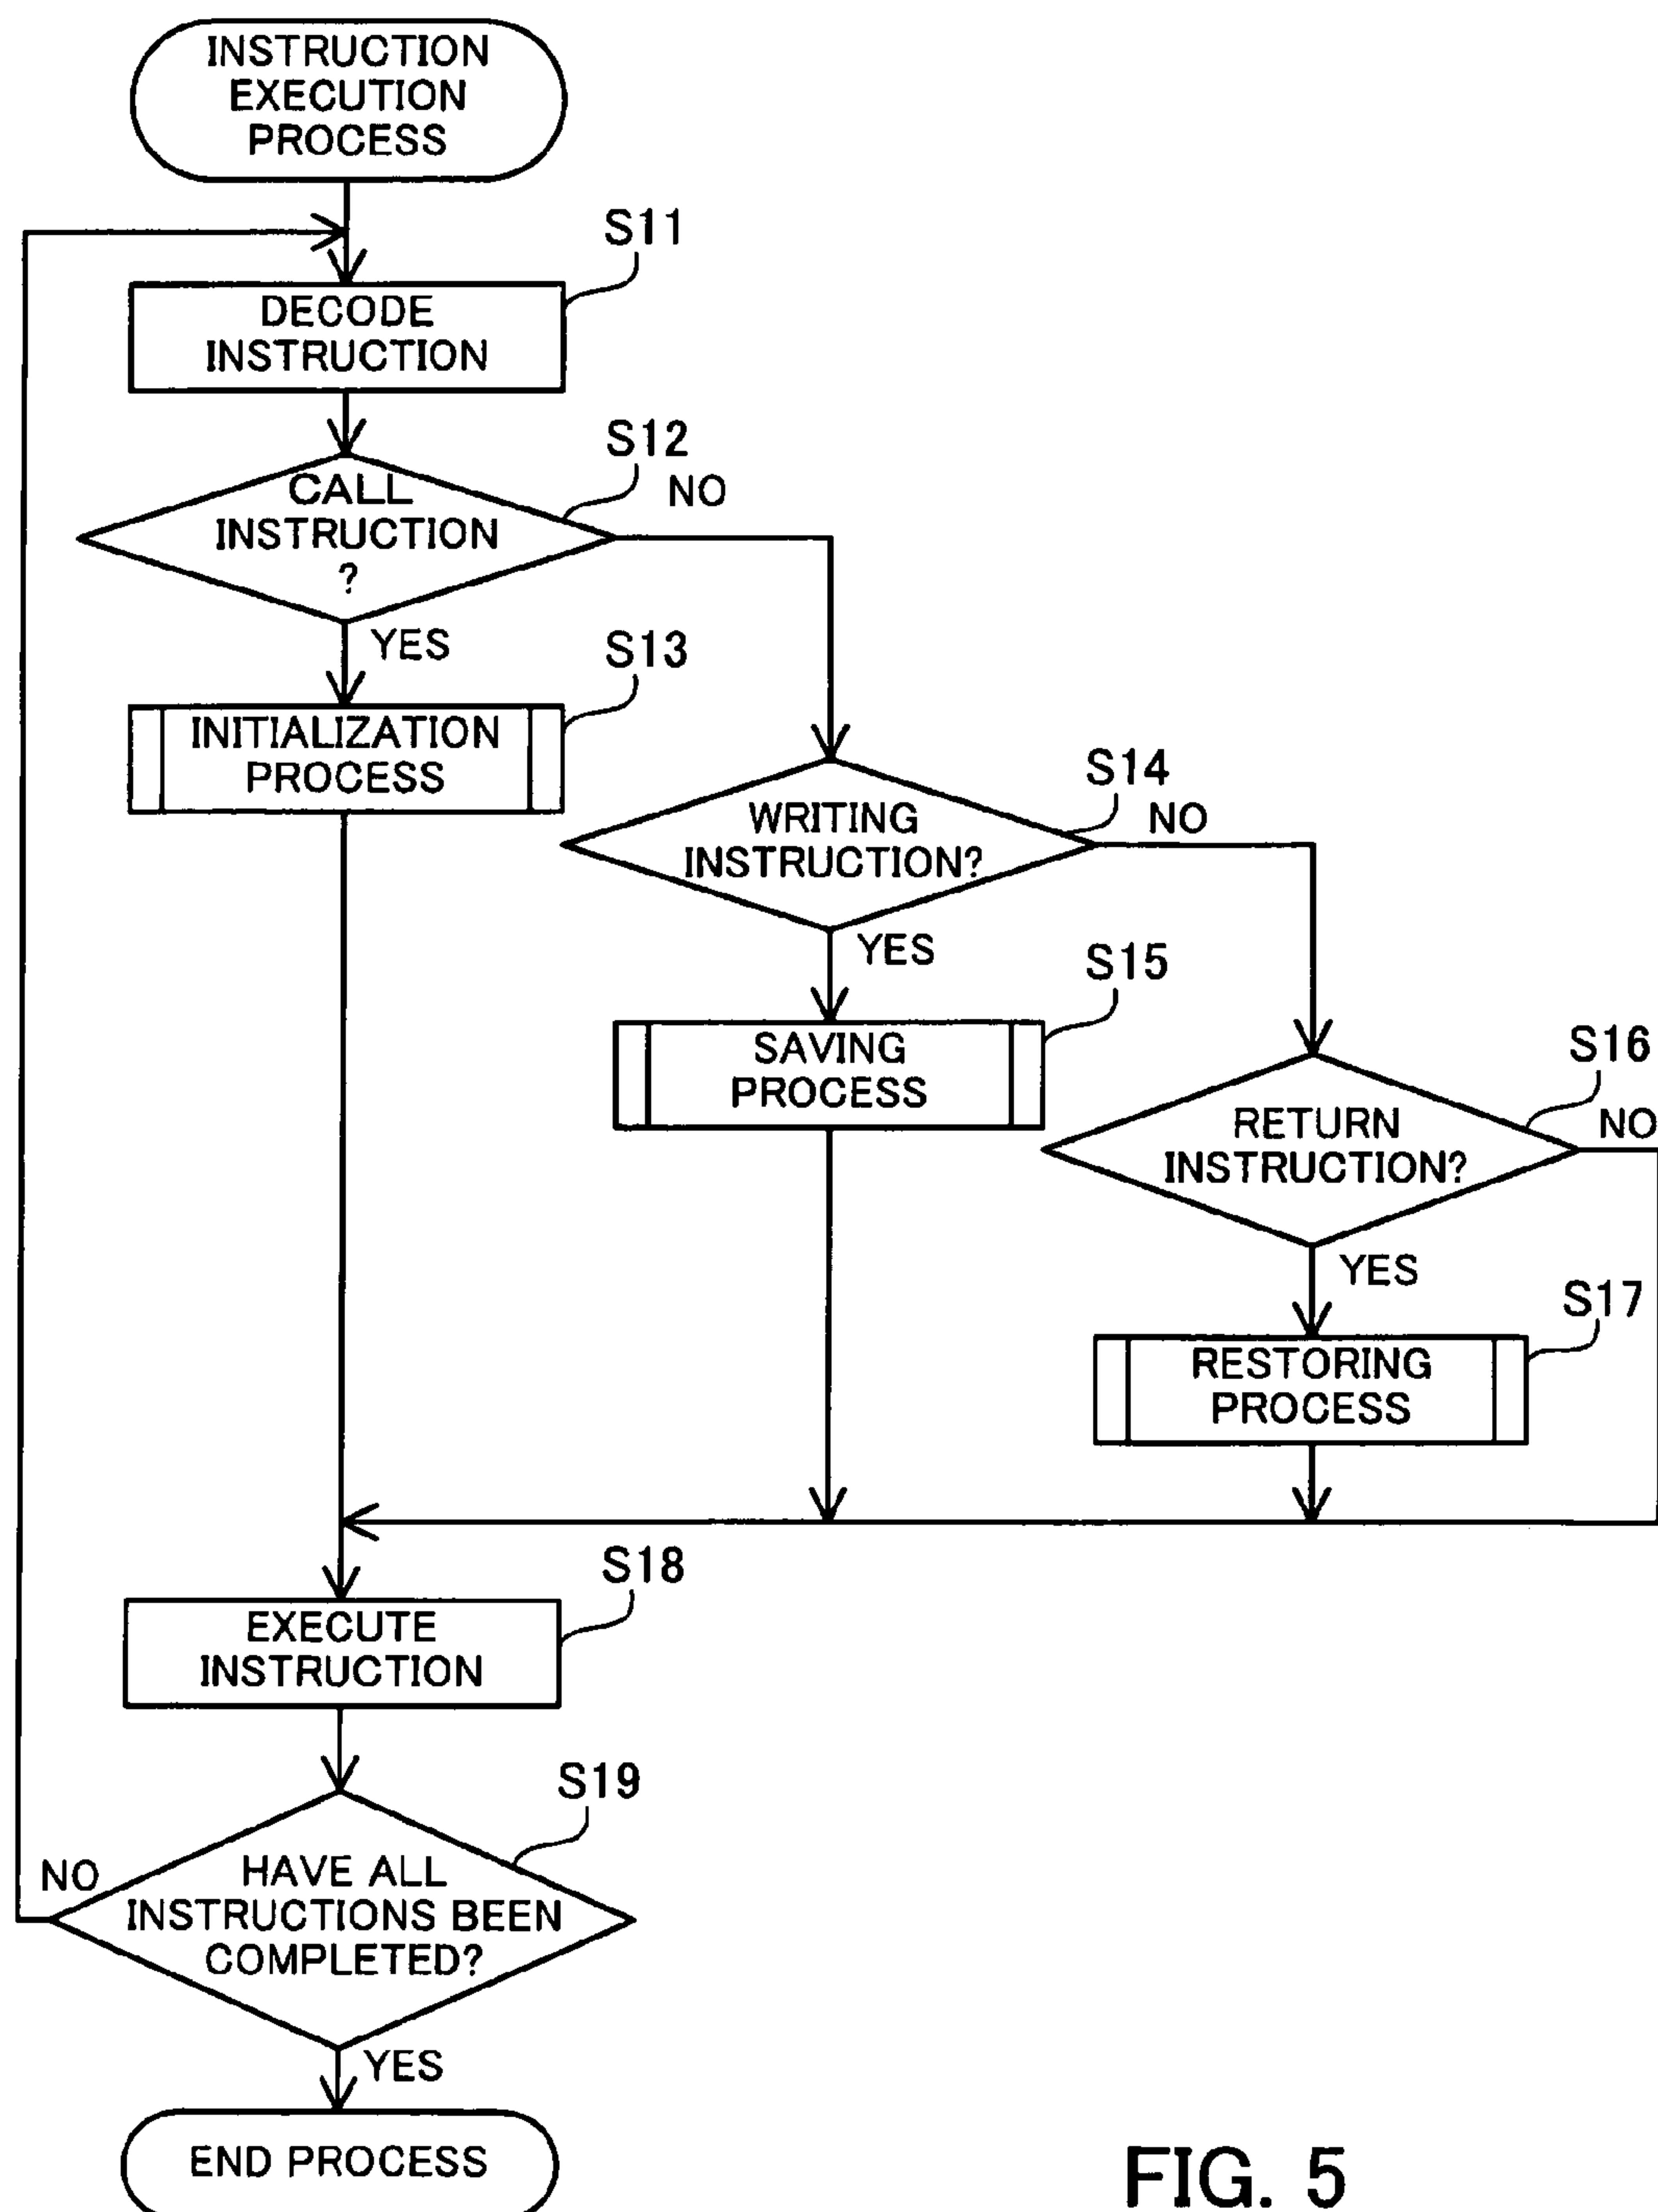 INSTRUCTION
EXECUTION
PROCESS
S11
DECODE
INSTRUCTION
S12
CALL
INSTRUCTION
?
NO
YES
S13
INITIALIZATION
PROCESS
S14
WRITING
INSTRUCTION?
NO
YES
S15
SAVING
PROCESS
S16
RETURN
INSTRUCTION?
NO
YES
S17
RESTORING
PROCESS
S18
EXECUTE
INSTRUCTION
S19
HAVE ALL
INSTRUCTIONS BEEN
COMPLETED?
NO
YES
END PROCESS
FIG. 5